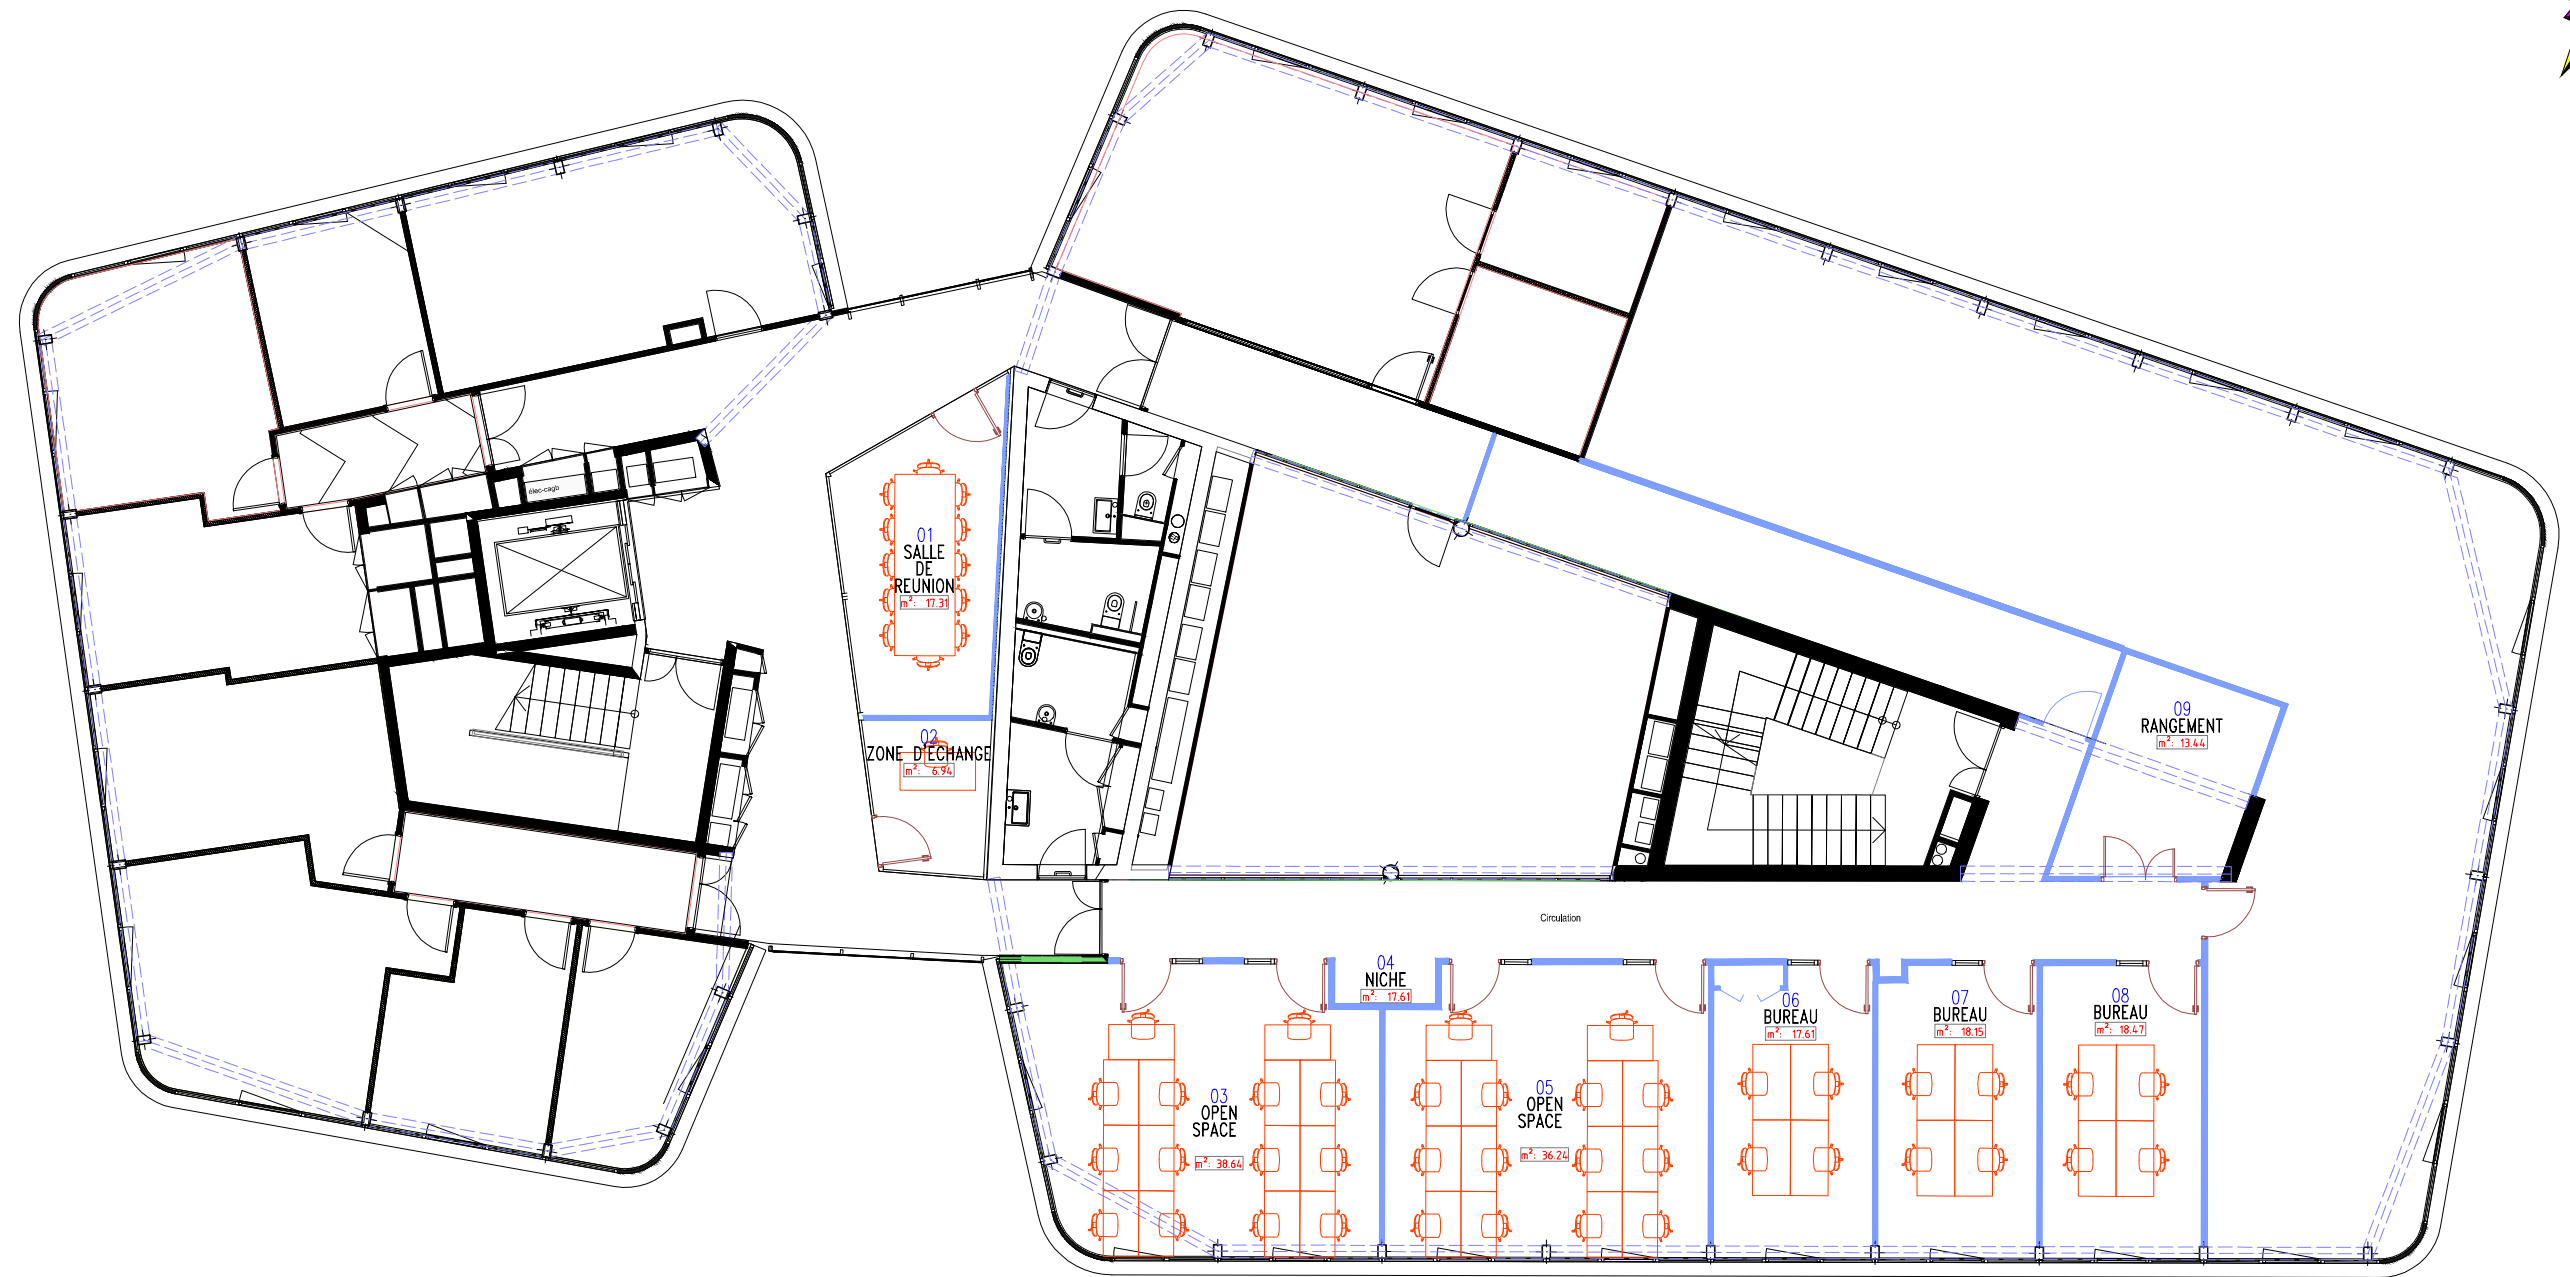 élec-cagb
01
SALLE
DE
REUNION
m²: 17.31
02
ZONE D'ECHANGE
m²: 6.94
09
RANGEMENT
m²: 13.44
Circulation
04
NICHE
m²: 17.61
03
OPEN
SPACE
m²: 38.64
05
OPEN
SPACE
m²: 36.24
06
BUREAU
m²: 17.61
07
BUREAU
m²: 18.15
08
BUREAU
m²: 18.47